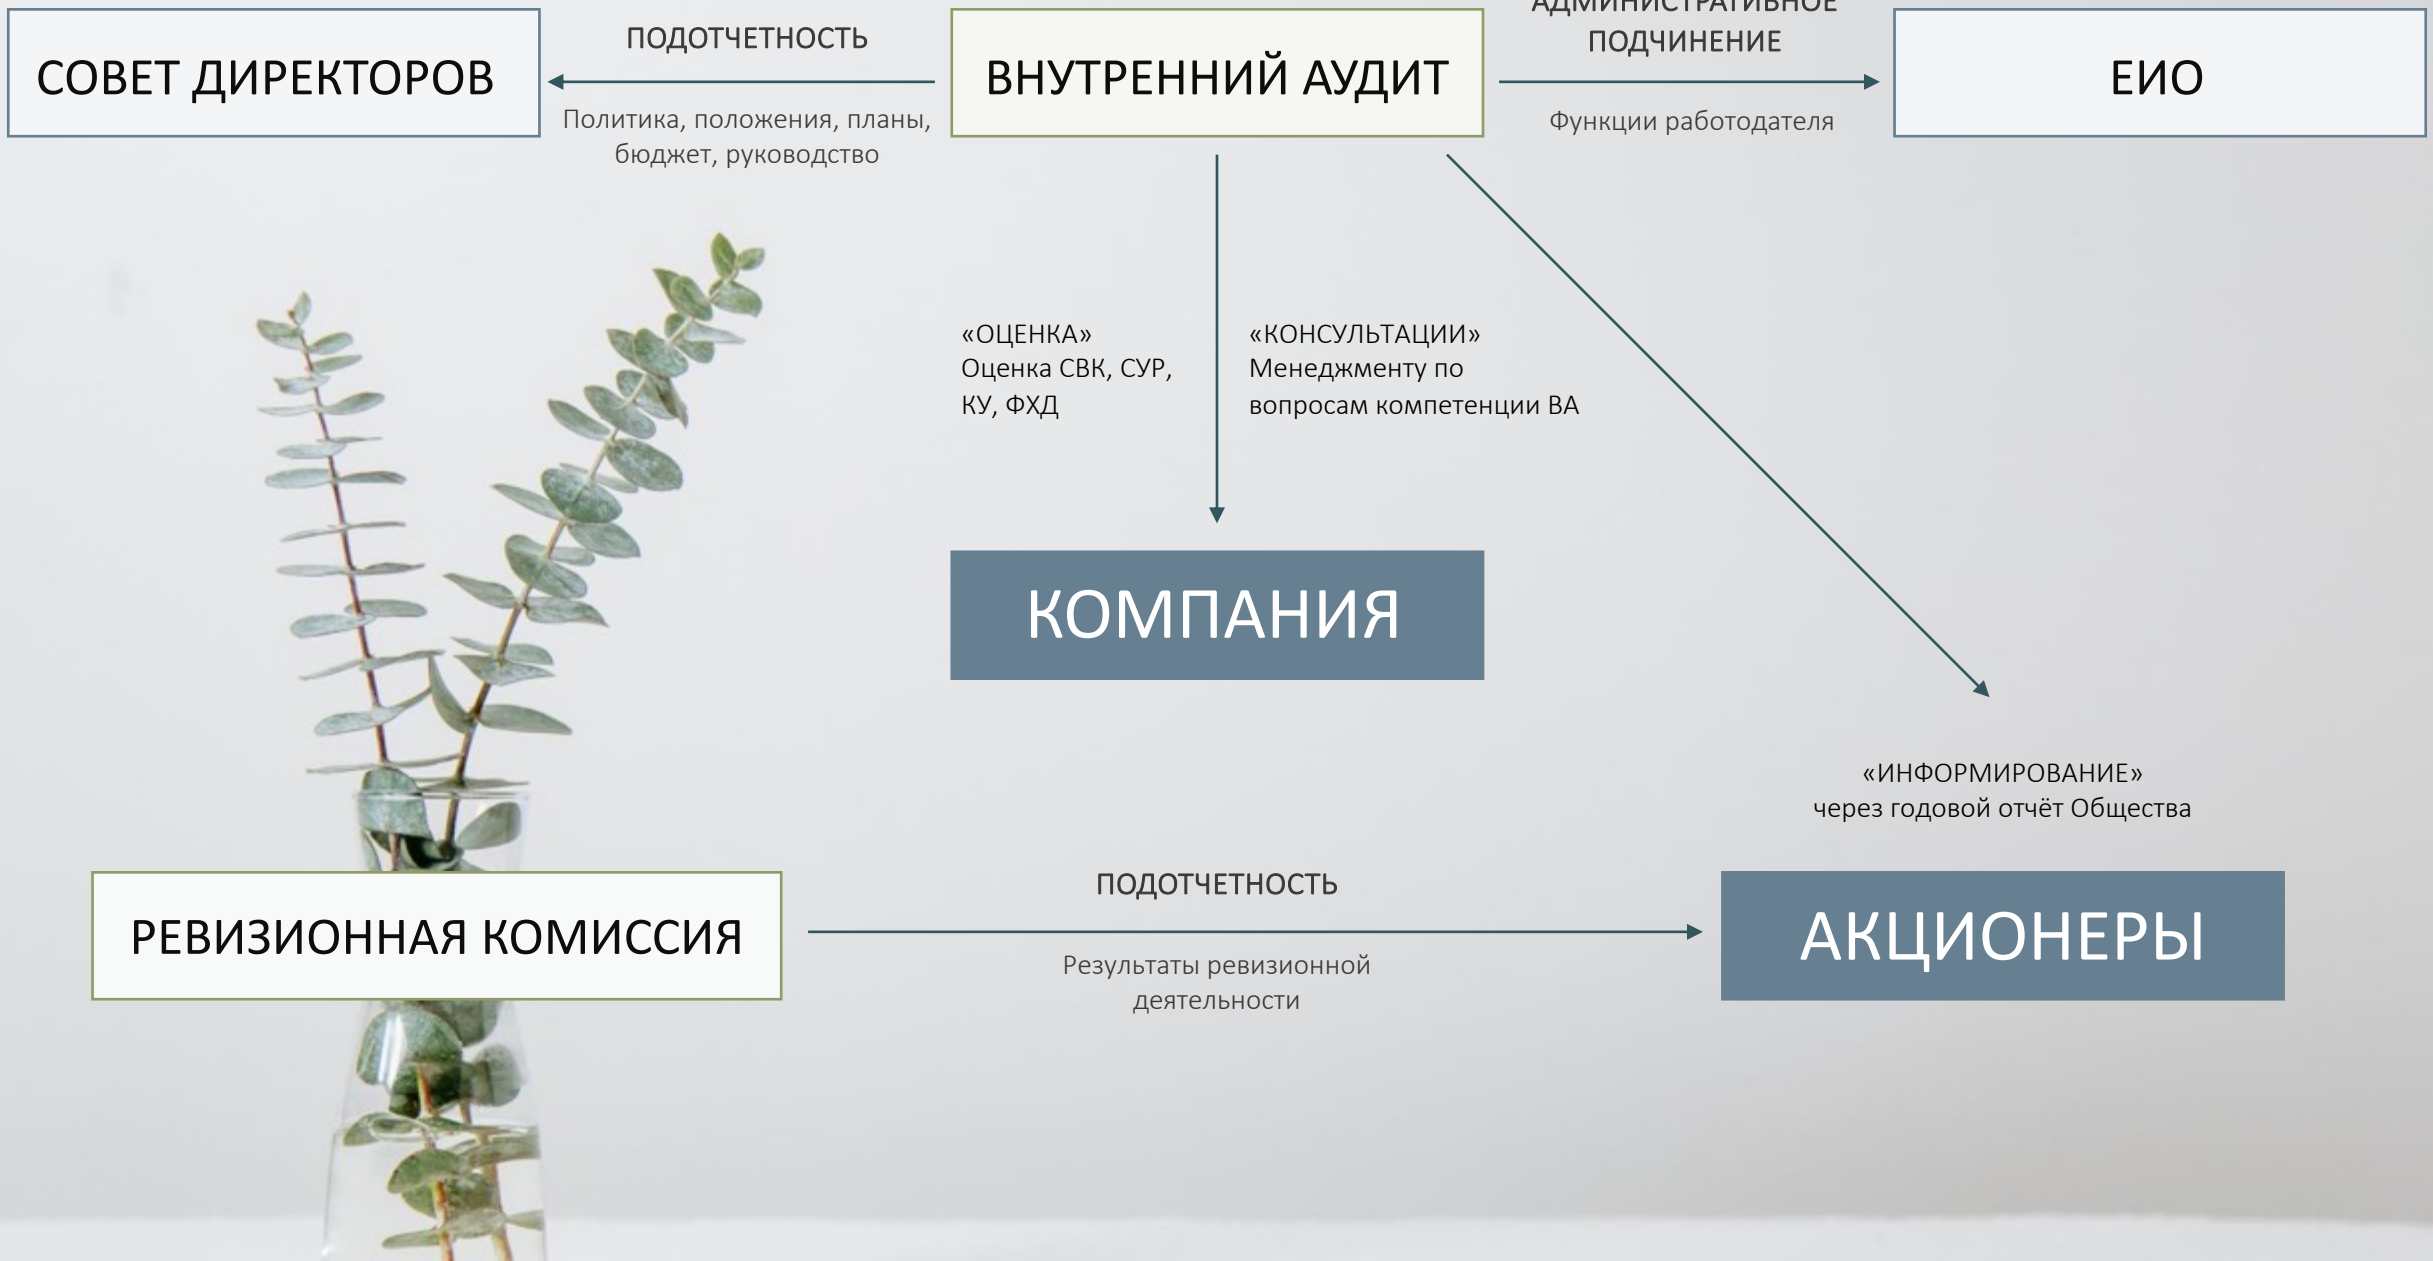 АДМИНИСТРАТИВНОЕ
ПОДЧИНЕНИЕ
ПОДОТЧЕТНОСТЬ
СОВЕТ ДИРЕКТОРОВ
ВНУТРЕННИЙ АУДИТ
ЕИО
Политика, положения, планы,
бюджет, руководство
Функции работодателя
«ОЦЕНКА»
Оценка СВК, СУР,
КУ, ФХД
«КОНСУЛЬТАЦИИ»
Менеджменту по
вопросам компетенции ВА
КОМПАНИЯ
«ИНФОРМИРОВАНИЕ»
через годовой отчёт Общества
РЕВИЗИОННАЯ КОМИССИЯ
ПОДОТЧЕТНОСТЬ
Результаты ревизионной
деятельности
АКЦИОНЕРЫ